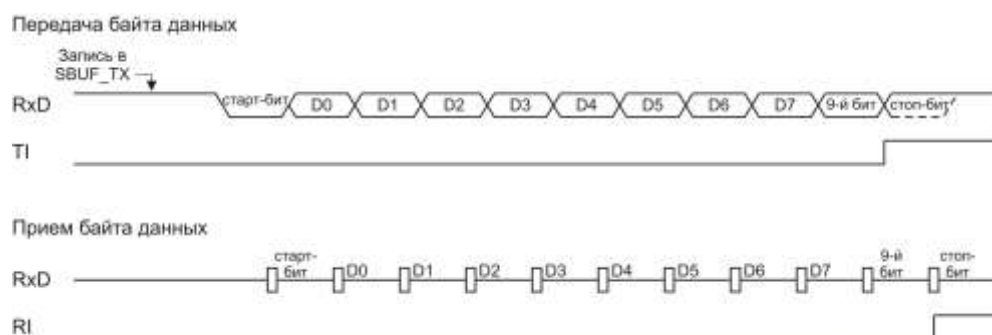 Передача байта данных
Запись в
SBUF_TX
RxD старт-бит D0 D1 D2 D3 D4 D5 D6 D7 9-й бит стоп-бит
TI
Прием байта данных
RxD старт-бит D0 D1 D2 D3 D4 D5 D6 D7 9-й бит стоп-бит
RI